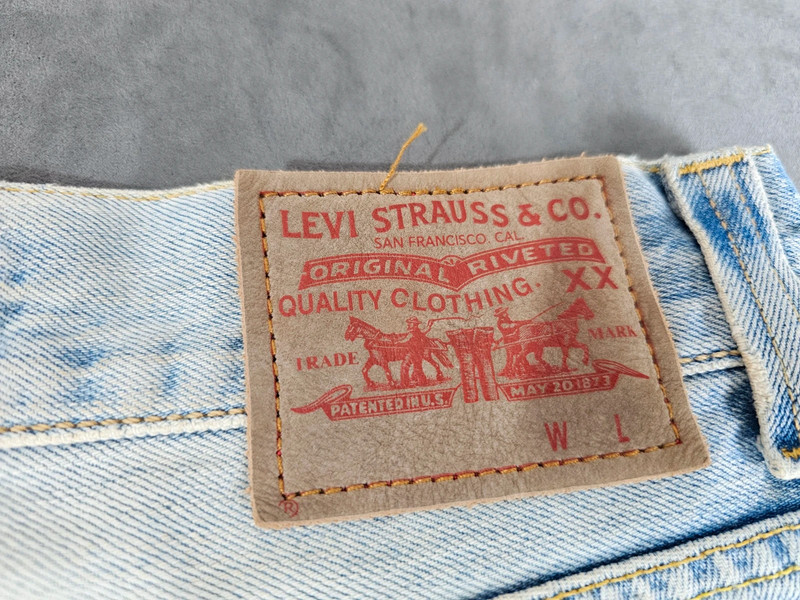 LEVI STRAUSS & CO.
SAN FRANCISCO. CAL.
ORIGINAL RIVETED
QUALITY CLOTHING. XX
TRADE MARK
PATENTED IN U.S. MAY 20 1873
W L
®